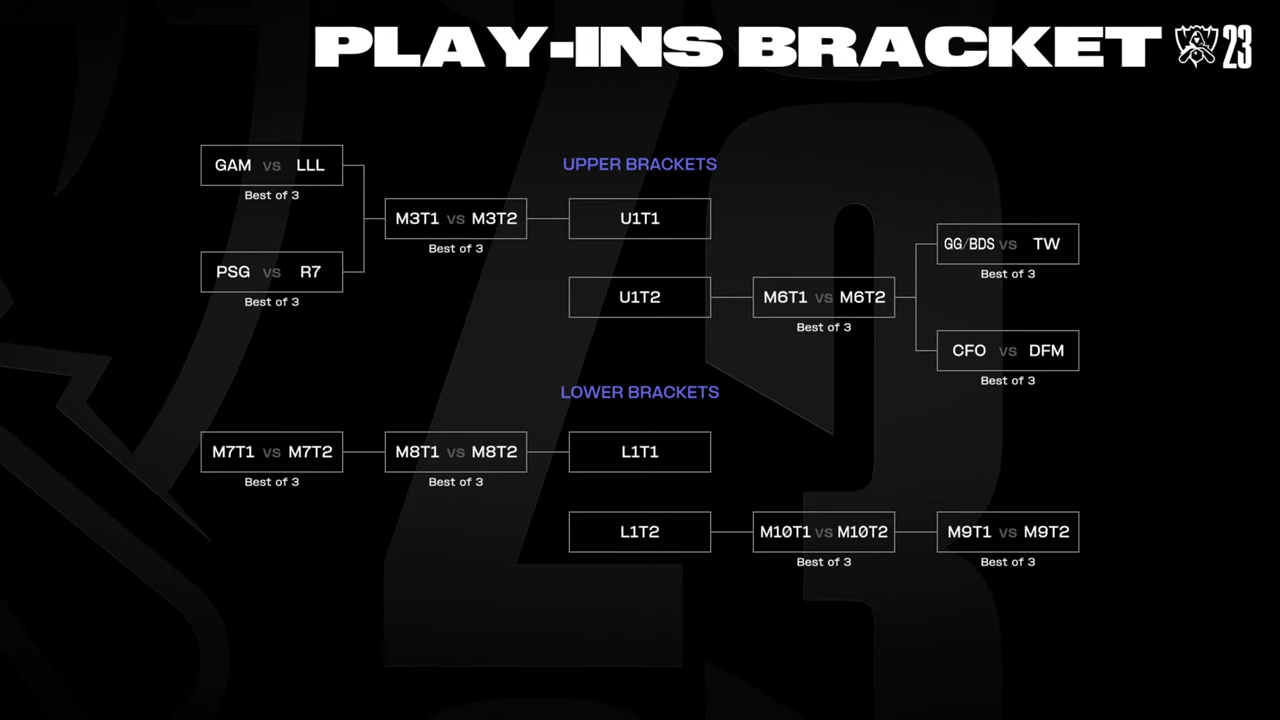 PLAY-INS BRACKET 23
GAM vs LLL
Best of 3
PSG vs R7
Best of 3
M3T1 vs M3T2
Best of 3
UPPER BRACKETS
U1T1
U1T2
M6T1 vs M6T2
Best of 3
GG/BDS vs TW
Best of 3
CFO vs DFM
Best of 3
LOWER BRACKETS
M7T1 vs M7T2
Best of 3
M8T1 vs M8T2
Best of 3
L1T1
L1T2
M10T1 vs M10T2
Best of 3
M9T1 vs M9T2
Best of 3